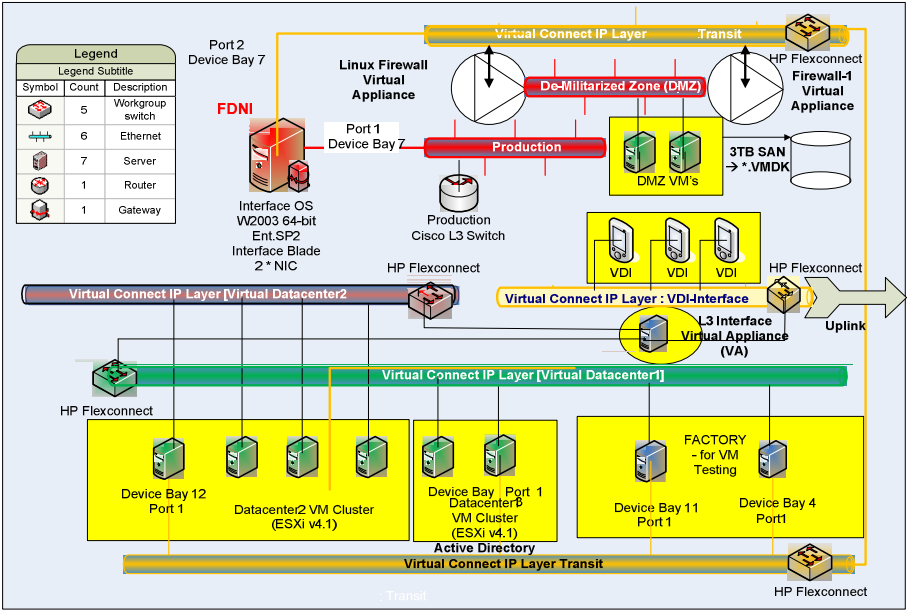 Virtual Connect IP Layer Transit
HP Flexconnect
Port 2
Device Bay 7
Legend
Legend Subtitle
Symbol Count Description
5 Workgroup switch
6 Ethernet
7 Server
1 Router
1 Gateway
FDNI
Linux Firewall
Virtual
Appliance
De-Militarized Zone (DMZ)
Firewall-1
Virtual
Appliance
Port 1
Device Bay 7
Production
DMZ VM's
3TB SAN
→ *.VMDK
Interface OS
W2003 64-bit
Ent.SP2
Interface Blade
2 * NIC
Production
Cisco L3 Switch
VDI VDI VDI
HP Flexconnect
HP Flexconnect
Virtual Connect IP Layer [Virtual Datacenter2
Virtual Connect IP Layer : VDI-Interface
Uplink
L3 Interface
Virtual Appliance
(VA)
Virtual Connect IP Layer [Virtual Datacenter1]
HP Flexconnect
Device Bay 12
Port 1
Datacenter2 VM Cluster
(ESXi v4.1)
Device Bay Port 1
VM Cluster
(ESXi v4.1)
Active Directory
FACTORY
- for VM
Testing
Device Bay 11
Port 1
Device Bay 4
Port1
Virtual Connect IP Layer Transit
HP Flexconnect
: Transit